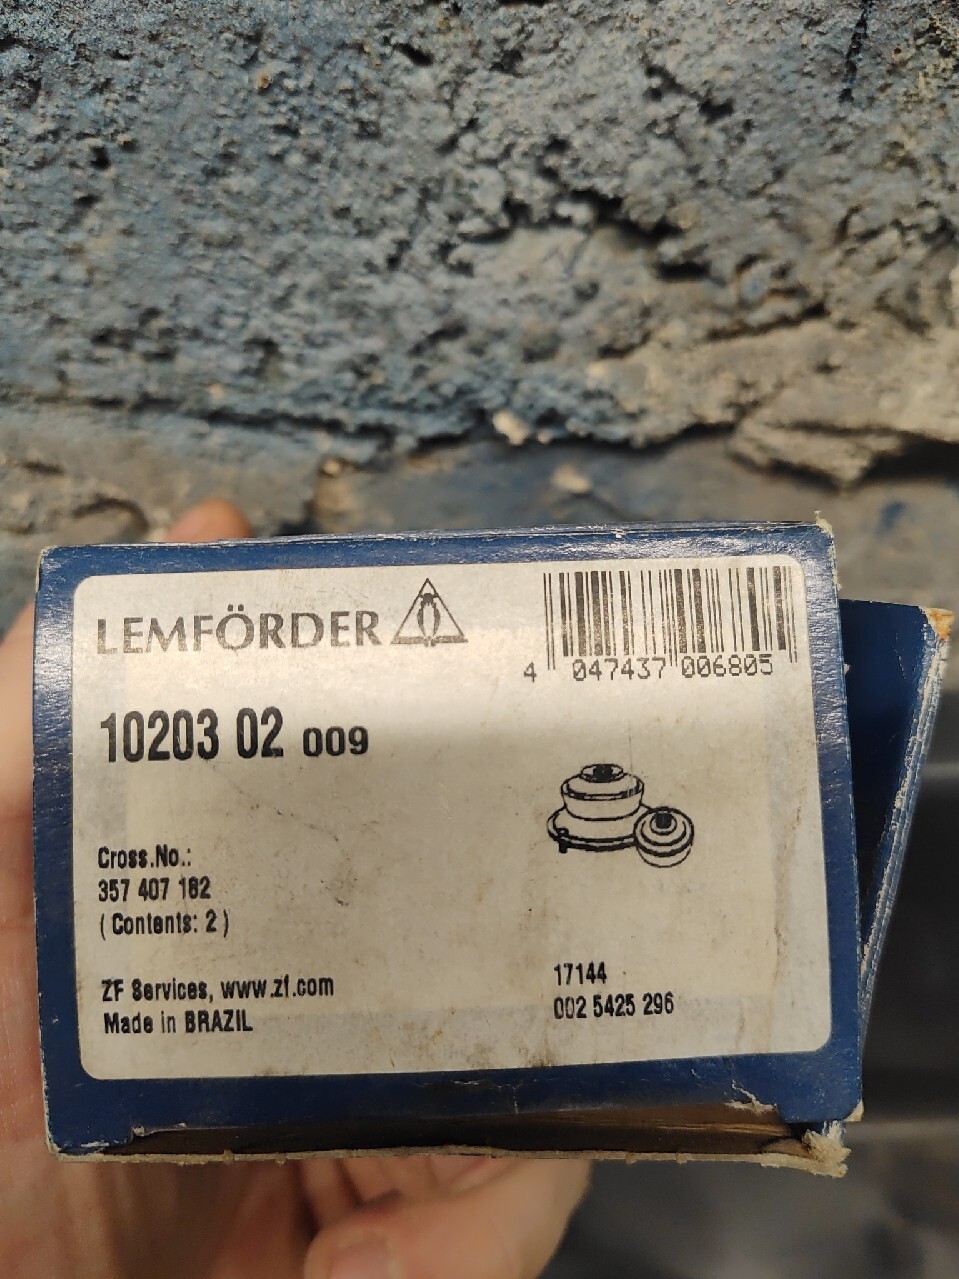 LEMFÖRDER
4 047437 006805
10203 02 009
Cross.No.:
357 407 182
( Contents: 2 )
ZF Services, www.zf.com
Made in BRAZIL
17144
002 5425 296